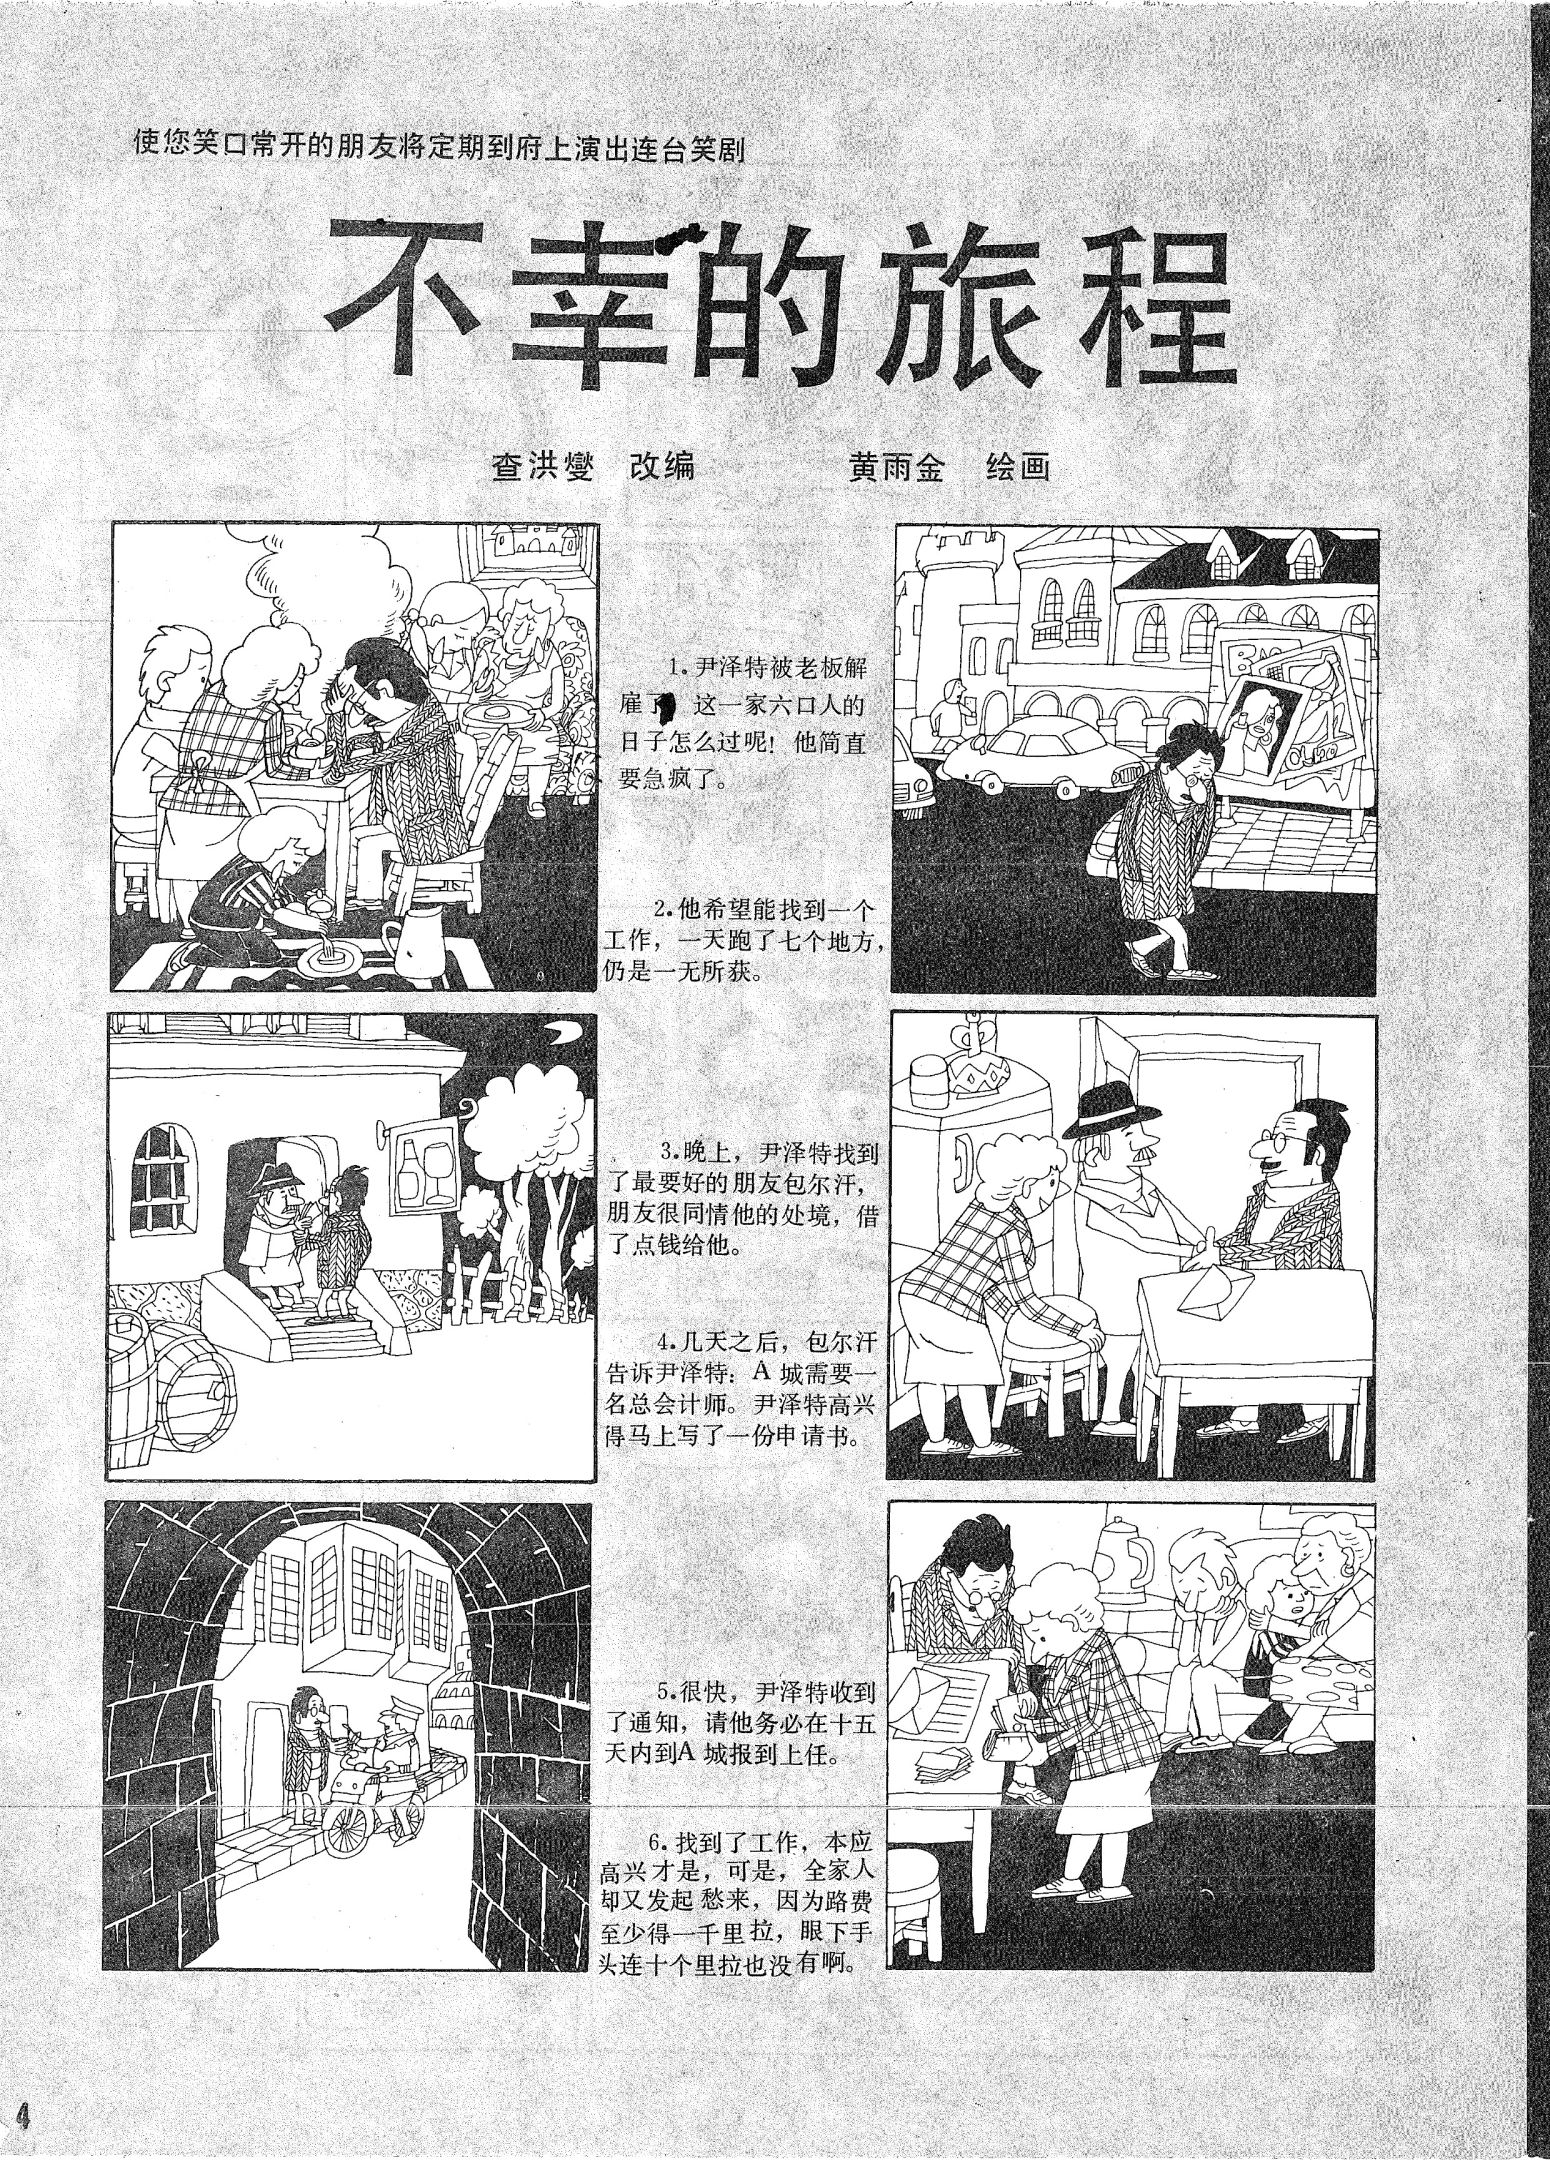 使您笑口常开的朋友将定期到府上演出连台笑剧
不幸的旅程
查洪燮 改编 黄雨金 绘画
1.尹泽特被老板解
雇了 这一家六口人的
日子怎么过呢！他简直
要急疯了。
2.他希望能找到一个
工作，一天跑了七个地方，
仍是一无所获。
3.晚上，尹泽特找到
了最要好的朋友包尔汗，
朋友很同情他的处境，借
了点钱给他。
4.几天之后，包尔汗
告诉尹泽特：A 城需要一
名总会计师。尹泽特高兴
得马上写了一份申请书。
5.很快，尹泽特收到
了通知，请他务必在十五
天内到A 城报到上任。
6.找到了工作，本应
高兴才是，可是，全家人
却又发起愁来，因为路费
至少得一千里拉，眼下手
头连十个里拉也没有啊。
4